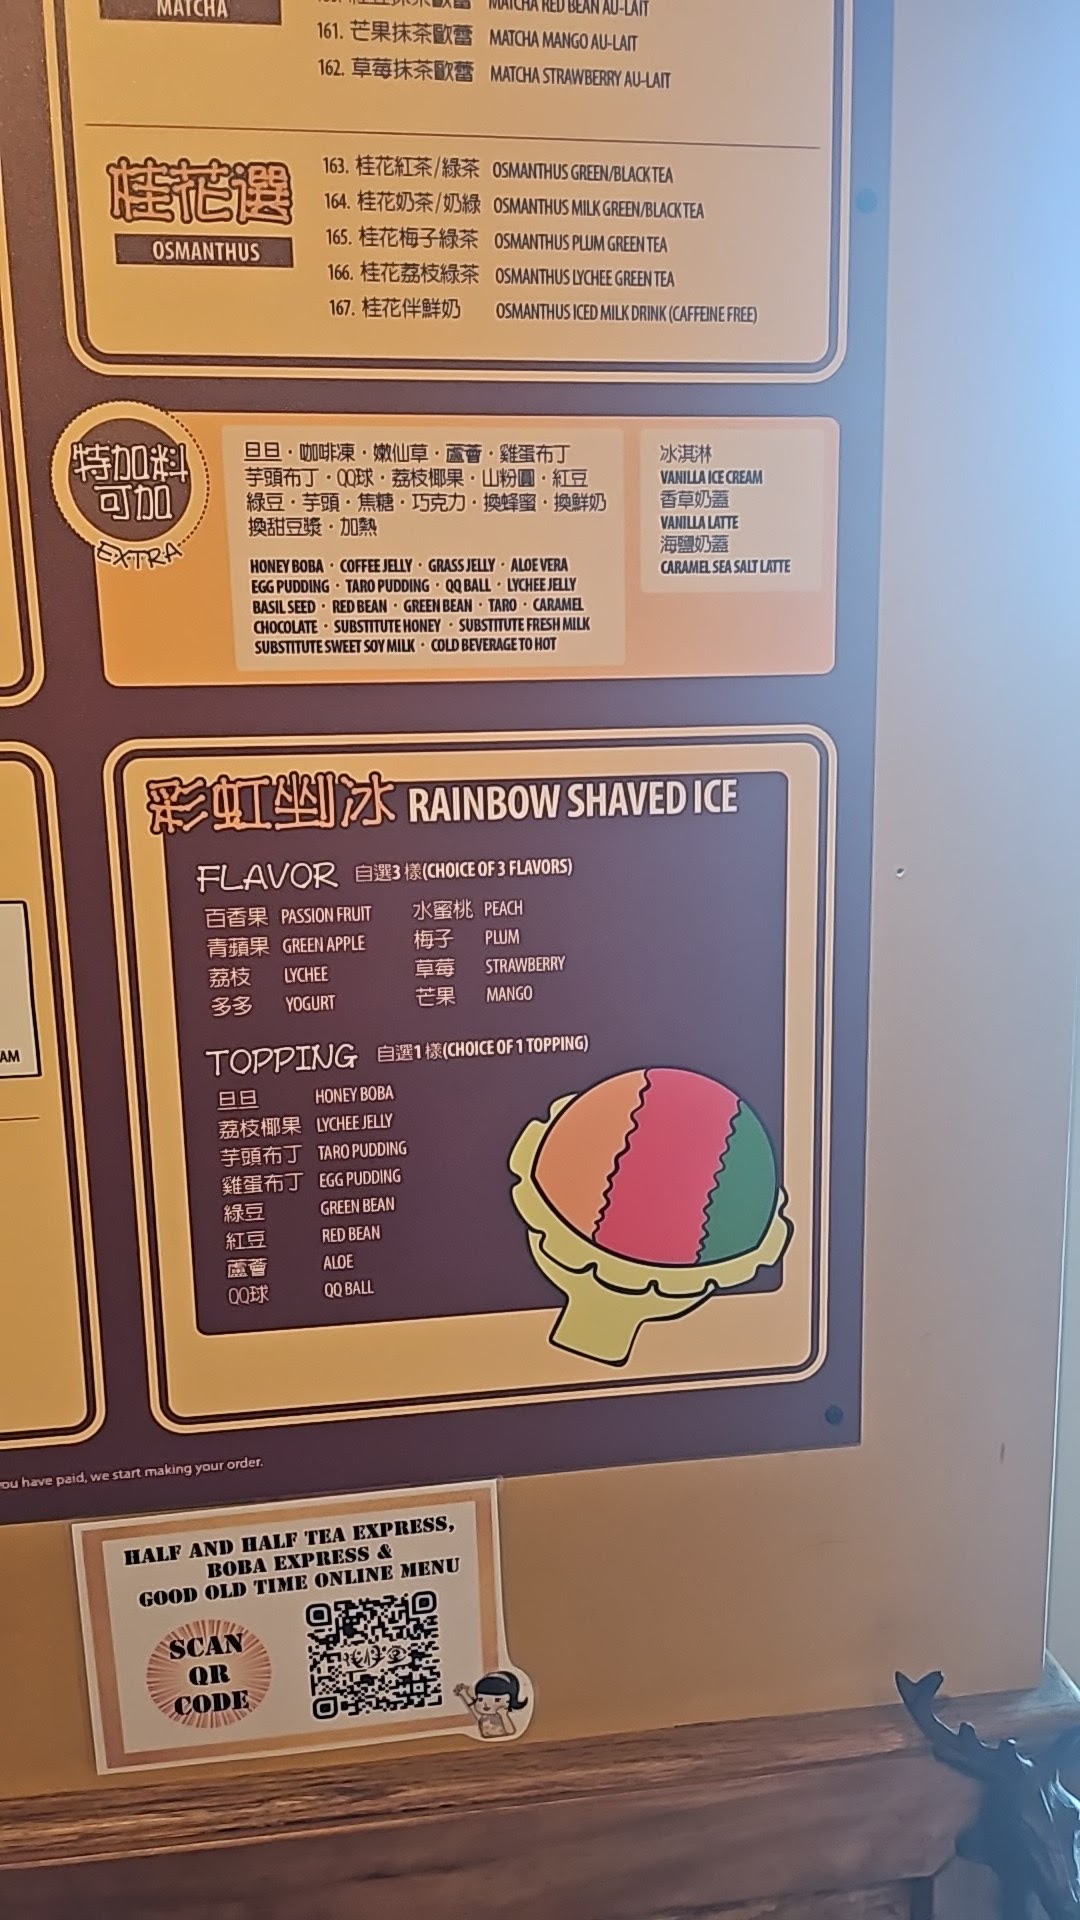 MATCHA
MATCHA RED BEAN AU-LAIT
161. 芒果抹茶歐蕾 MATCHA MANGO AU-LAIT
162. 草莓抹茶歐蕾 MATCHA STRAWBERRY AU-LAIT
桂花選
OSMANTHUS
163. 桂花紅茶/綠茶 OSMANTHUS GREEN/BLACK TEA
164. 桂花奶茶/奶綠 OSMANTHUS MILK GREEN/BLACK TEA
165. 桂花梅子綠茶 OSMANTHUS PLUM GREEN TEA
166. 桂花荔枝綠茶 OSMANTHUS LYCHEE GREEN TEA
167. 桂花伴鮮奶 OSMANTHUS ICED MILK DRINK (CAFFEINE FREE)
特加料
可加
EXTRA
旦旦・咖啡凍・嫩仙草・蘆薈・雞蛋布丁
芋頭布丁・QQ球・荔枝椰果・山粉圓・紅豆
綠豆・芋頭・焦糖・巧克力・換蜂蜜・換鮮奶
換甜豆漿・加熱
HONEY BOBA · COFFEE JELLY · GRASS JELLY · ALOE VERA
EGG PUDDING · TARO PUDDING · QQ BALL · LYCHEE JELLY
BASIL SEED · RED BEAN · GREEN BEAN · TARO · CARAMEL
CHOCOLATE · SUBSTITUTE HONEY · SUBSTITUTE FRESH MILK
SUBSTITUTE SWEET SOY MILK · COLD BEVERAGE TO HOT
冰淇淋
VANILLA ICE CREAM
香草奶蓋
VANILLA LATTE
海鹽奶蓋
CARAMEL SEA SALT LATTE
彩虹剉冰 RAINBOW SHAVED ICE
FLAVOR 自選3 樣(CHOICE OF 3 FLAVORS)
百香果 PASSION FRUIT 水蜜桃 PEACH
青蘋果 GREEN APPLE 梅子 PLUM
荔枝 LYCHEE 草莓 STRAWBERRY
多多 YOGURT 芒果 MANGO
TOPPING 自選1 樣(CHOICE OF 1 TOPPING)
旦旦 HONEY BOBA
荔枝椰果 LYCHEE JELLY
芋頭布丁 TARO PUDDING
雞蛋布丁 EGG PUDDING
綠豆 GREEN BEAN
紅豆 RED BEAN
蘆薈 ALOE
QQ球 QQ BALL
AM
you have paid, we start making your order.
HALF AND HALF TEA EXPRESS,
BOBA EXPRESS &
GOOD OLD TIME ONLINE MENU
SCAN
QR
CODE